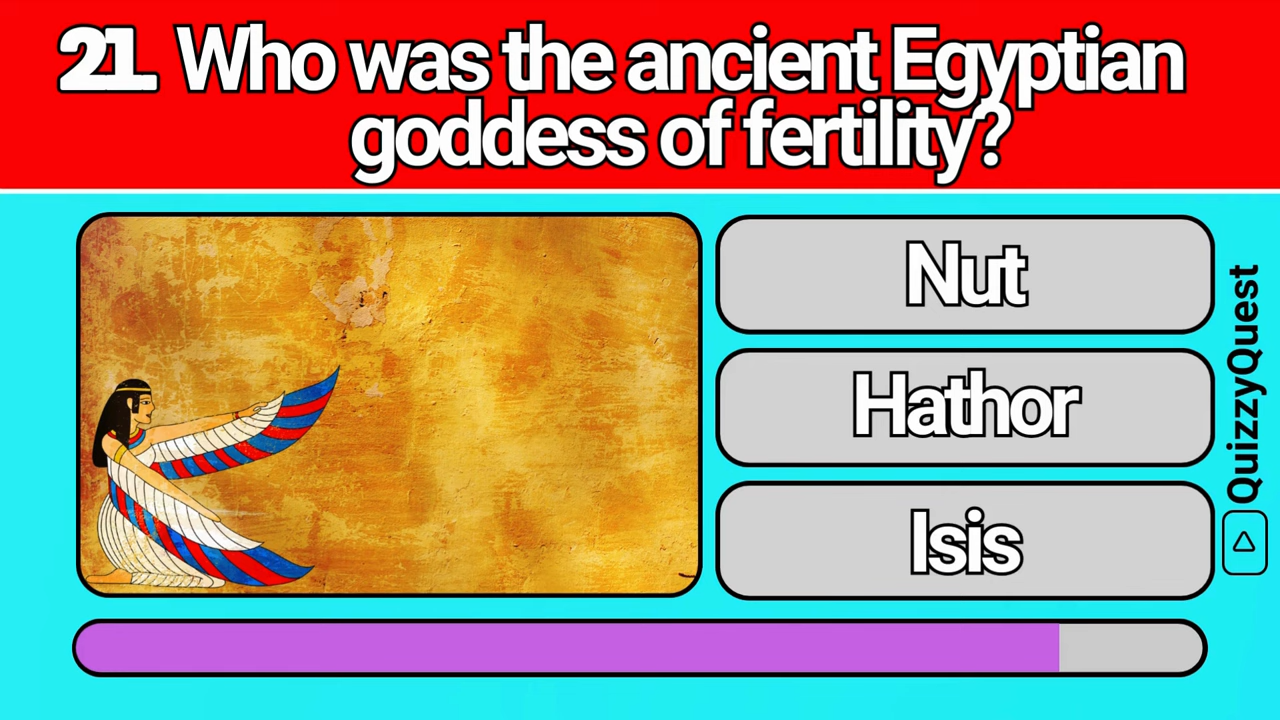 21. Who was the ancient Egyptian
goddess of fertility?
Nut
Hathor
Isis
QuizzyQuest